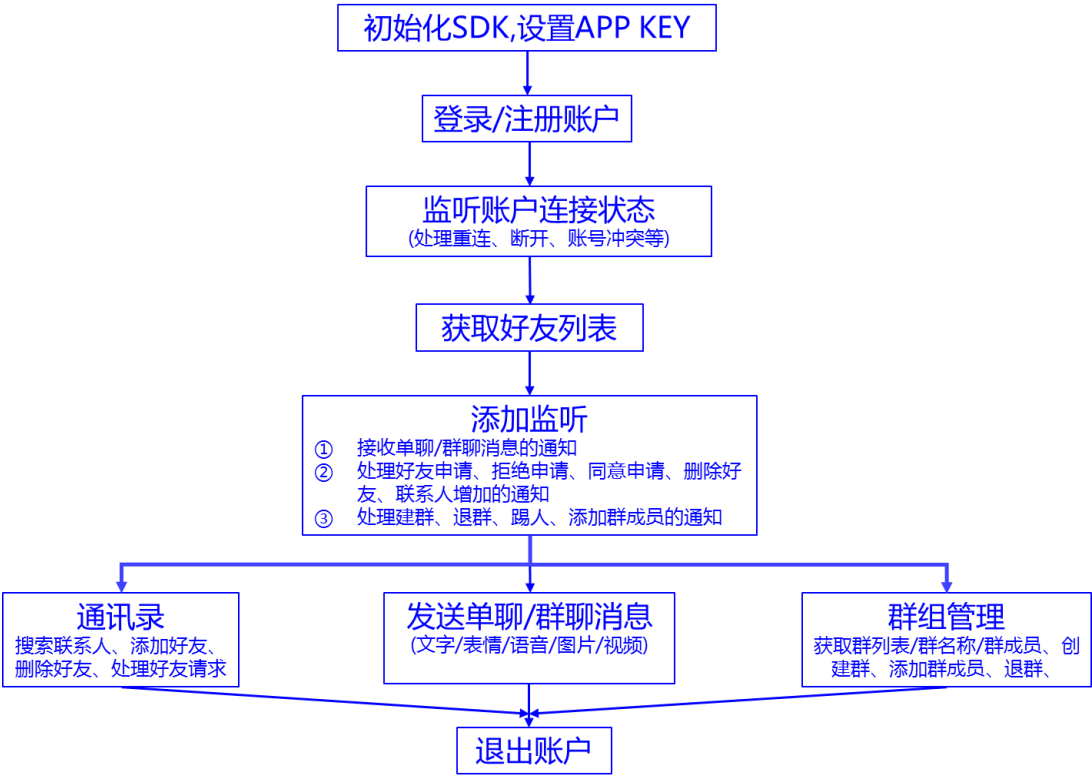 初始化SDK,设置APP KEY
登录/注册账户
监听账户连接状态
(处理重连、断开、账号冲突等)
获取好友列表
添加监听
① 接收单聊/群聊消息的通知
② 处理好友申请、拒绝申请、同意申请、删除好
友、联系人增加的通知
③ 处理建群、退群、踢人、添加群成员的通知
通讯录
搜索联系人、添加好友、
删除好友、处理好友请求
发送单聊/群聊消息
(文字/表情/语音/图片/视频)
群组管理
获取群列表/群名称/群成员、创
建群、添加群成员、退群、
退出账户